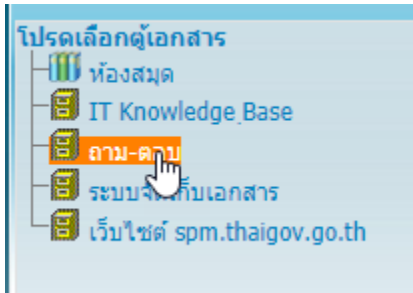 โปรดเลือกตู้เอกสาร
ห้องสมุด
IT Knowledge Base
ถาม-ตอบ
ระบบจัดเก็บเอกสาร
เว็บไซต์ spm.thaigov.go.th